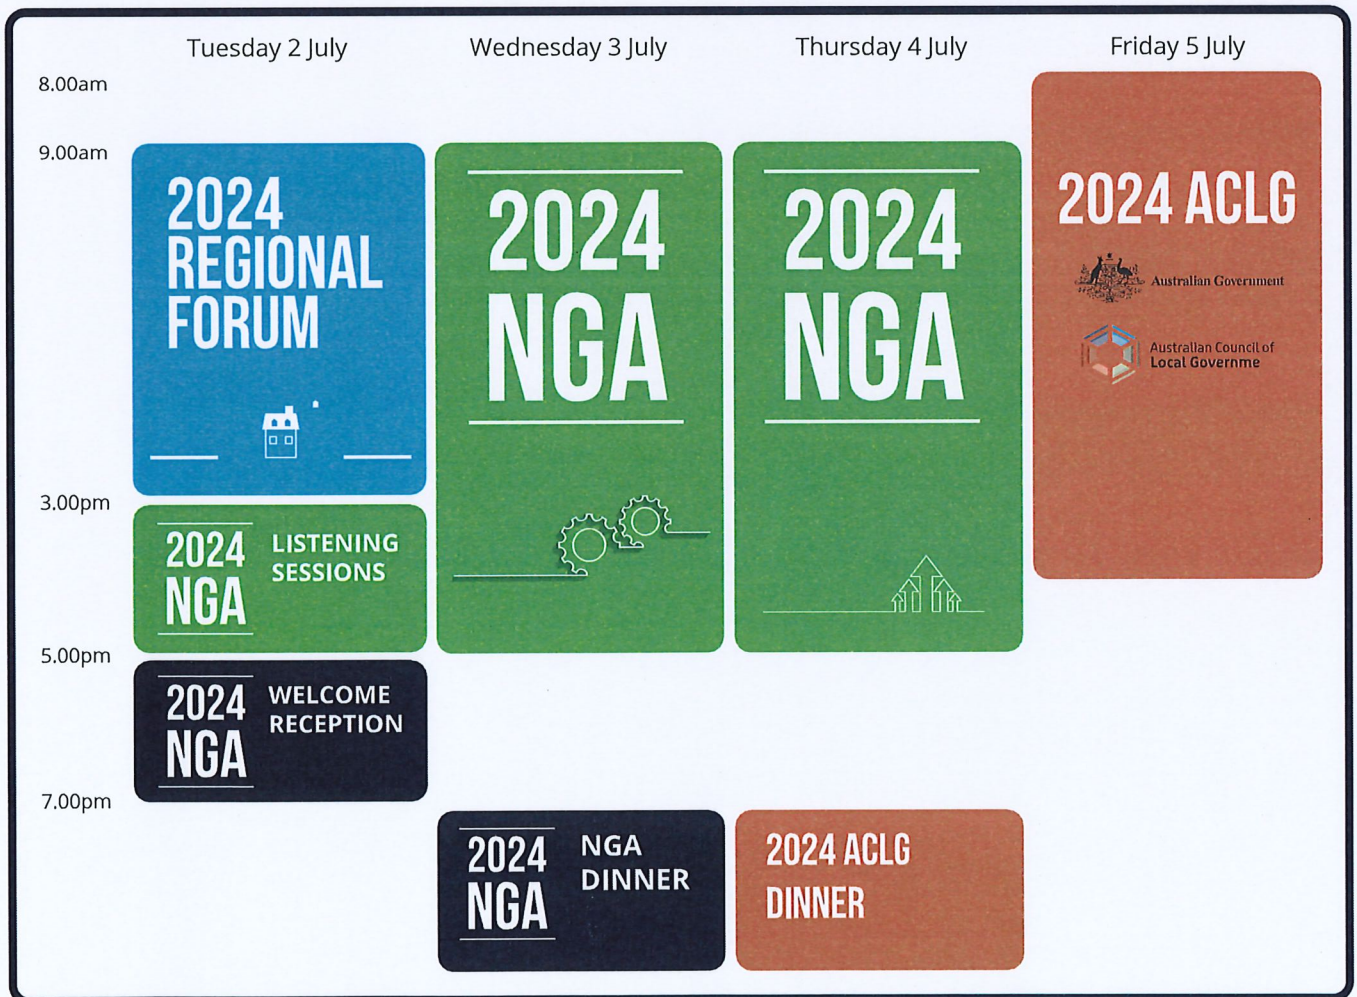 Tuesday 2 July
Wednesday 3 July
Thursday 4 July
Friday 5 July
8.00am
9.00am
3.00pm
5.00pm
7.00pm
2024
REGIONAL
FORUM
2024
NGA
LISTENING
SESSIONS
2024
NGA
WELCOME
RECEPTION
2024
NGA
2024
NGA
NGA
DINNER
2024
NGA
2024 ACLG
DINNER
2024 ACLG
Australian Government
Australian Council of
Local Governme